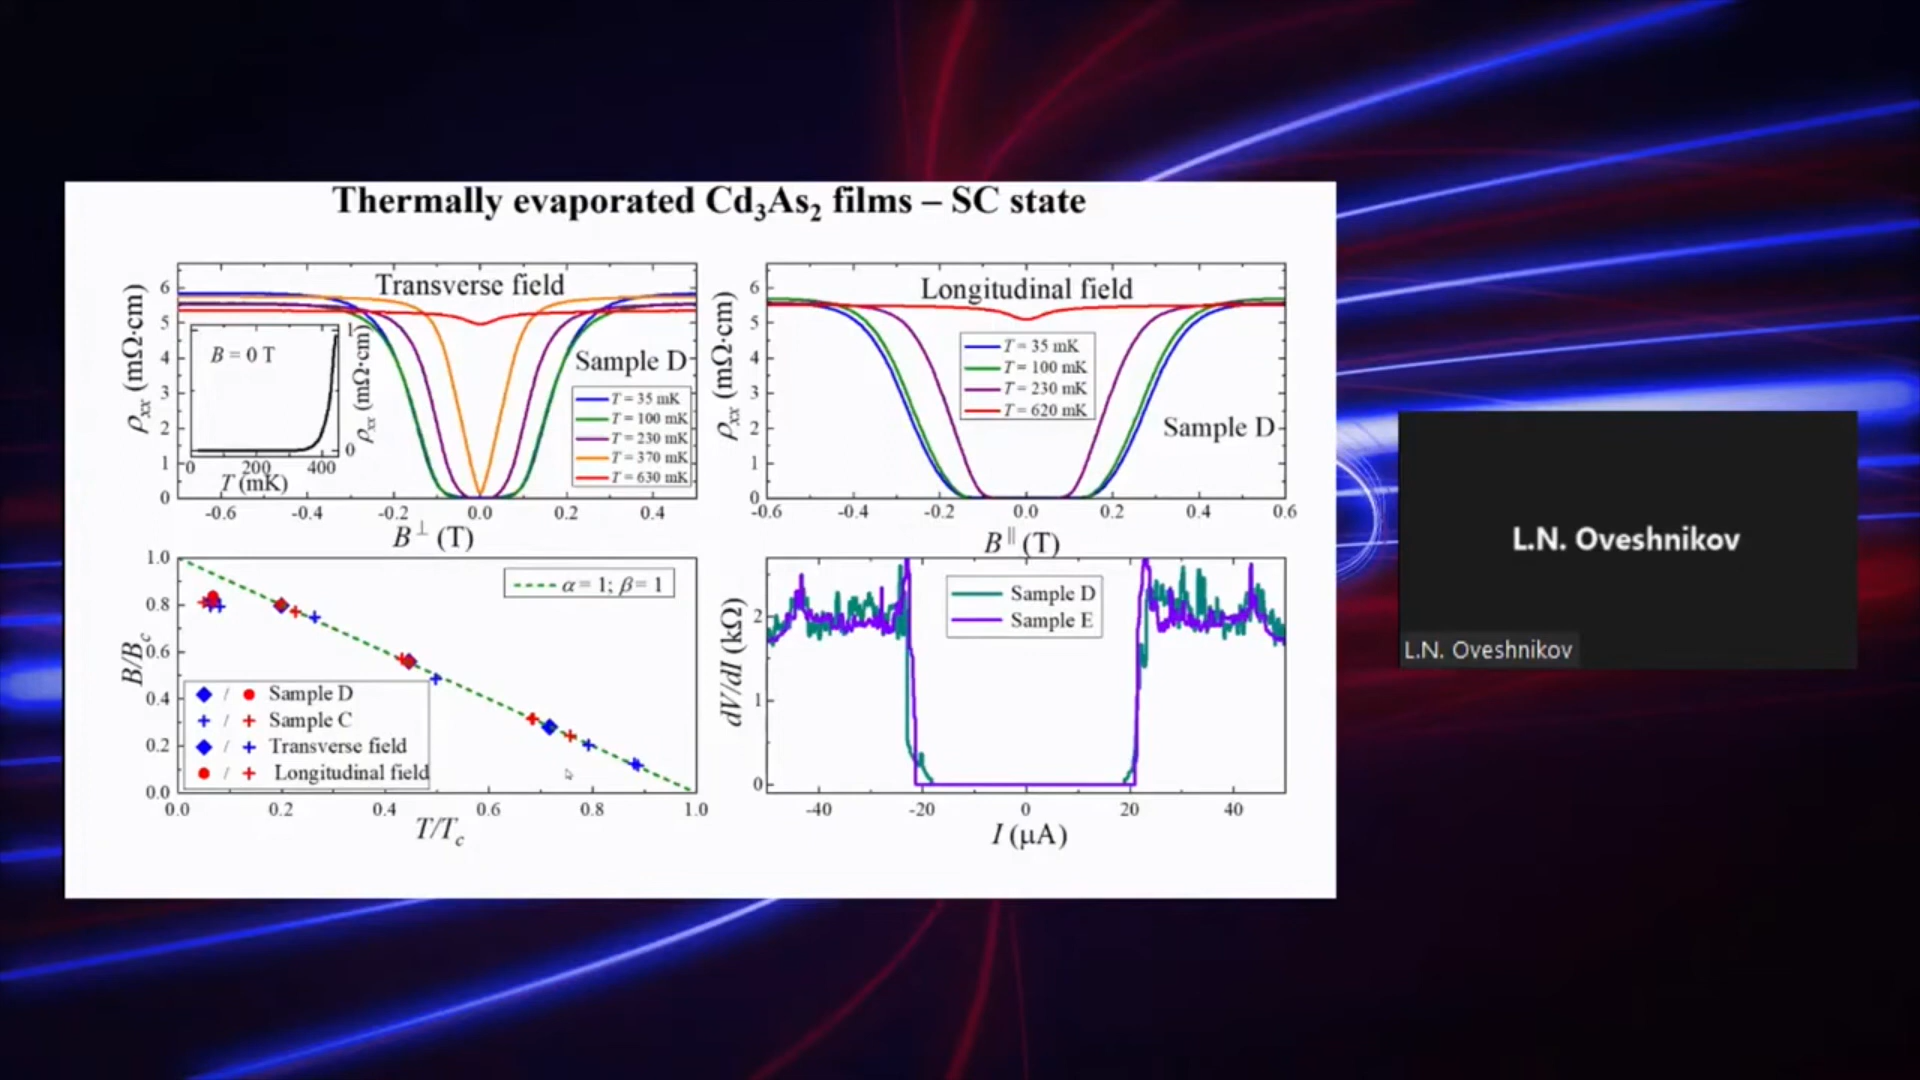 Thermally evaporated Cd₃As₂ films – SC state
Transverse field
Sample D
B = 0 T
T = 35 mK
T = 100 mK
T = 230 mK
T = 370 mK
T = 630 mK
ρxx (mΩ·cm)
6
5
4
3
2
1
0
ρxx (mΩ·cm)
1
0
0 200 400
T (mK)
-0.6 -0.4 -0.2 0.0 0.2 0.4
B⊥ (T)
Longitudinal field
T = 35 mK
T = 100 mK
T = 230 mK
T = 620 mK
Sample D
ρxx (mΩ·cm)
6
5
4
3
2
1
0
-0.6 -0.4 -0.2 0.0 0.2 0.4 0.6
B∥ (T)
α = 1; β = 1
B/Bc
1.0
0.8
0.6
0.4
0.2
0.0
/ Sample D
/ Sample C
/ Transverse field
/ Longitudinal field
0.0 0.2 0.4 0.6 0.8 1.0
T/Tc
Sample D
Sample E
dV/dI (kΩ)
2
1
0
-40 -20 0 20 40
I (μA)
L.N. Oveshnikov
L.N. Oveshnikov